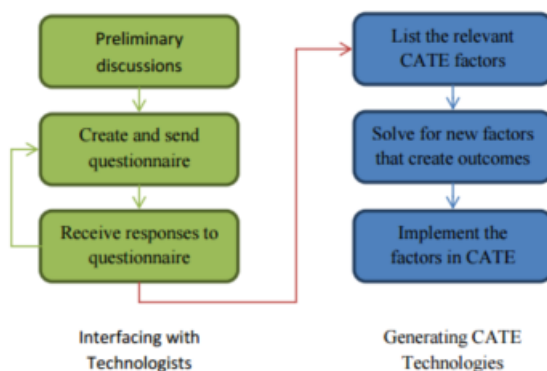 Preliminary
discussions
Create and send
questionnaire
Receive responses to
questionnaire
Interfacing with
Technologists
List the relevant
CATE factors
Solve for new factors
that create outcomes
Implement the
factors in CATE
Generating CATE
Technologies